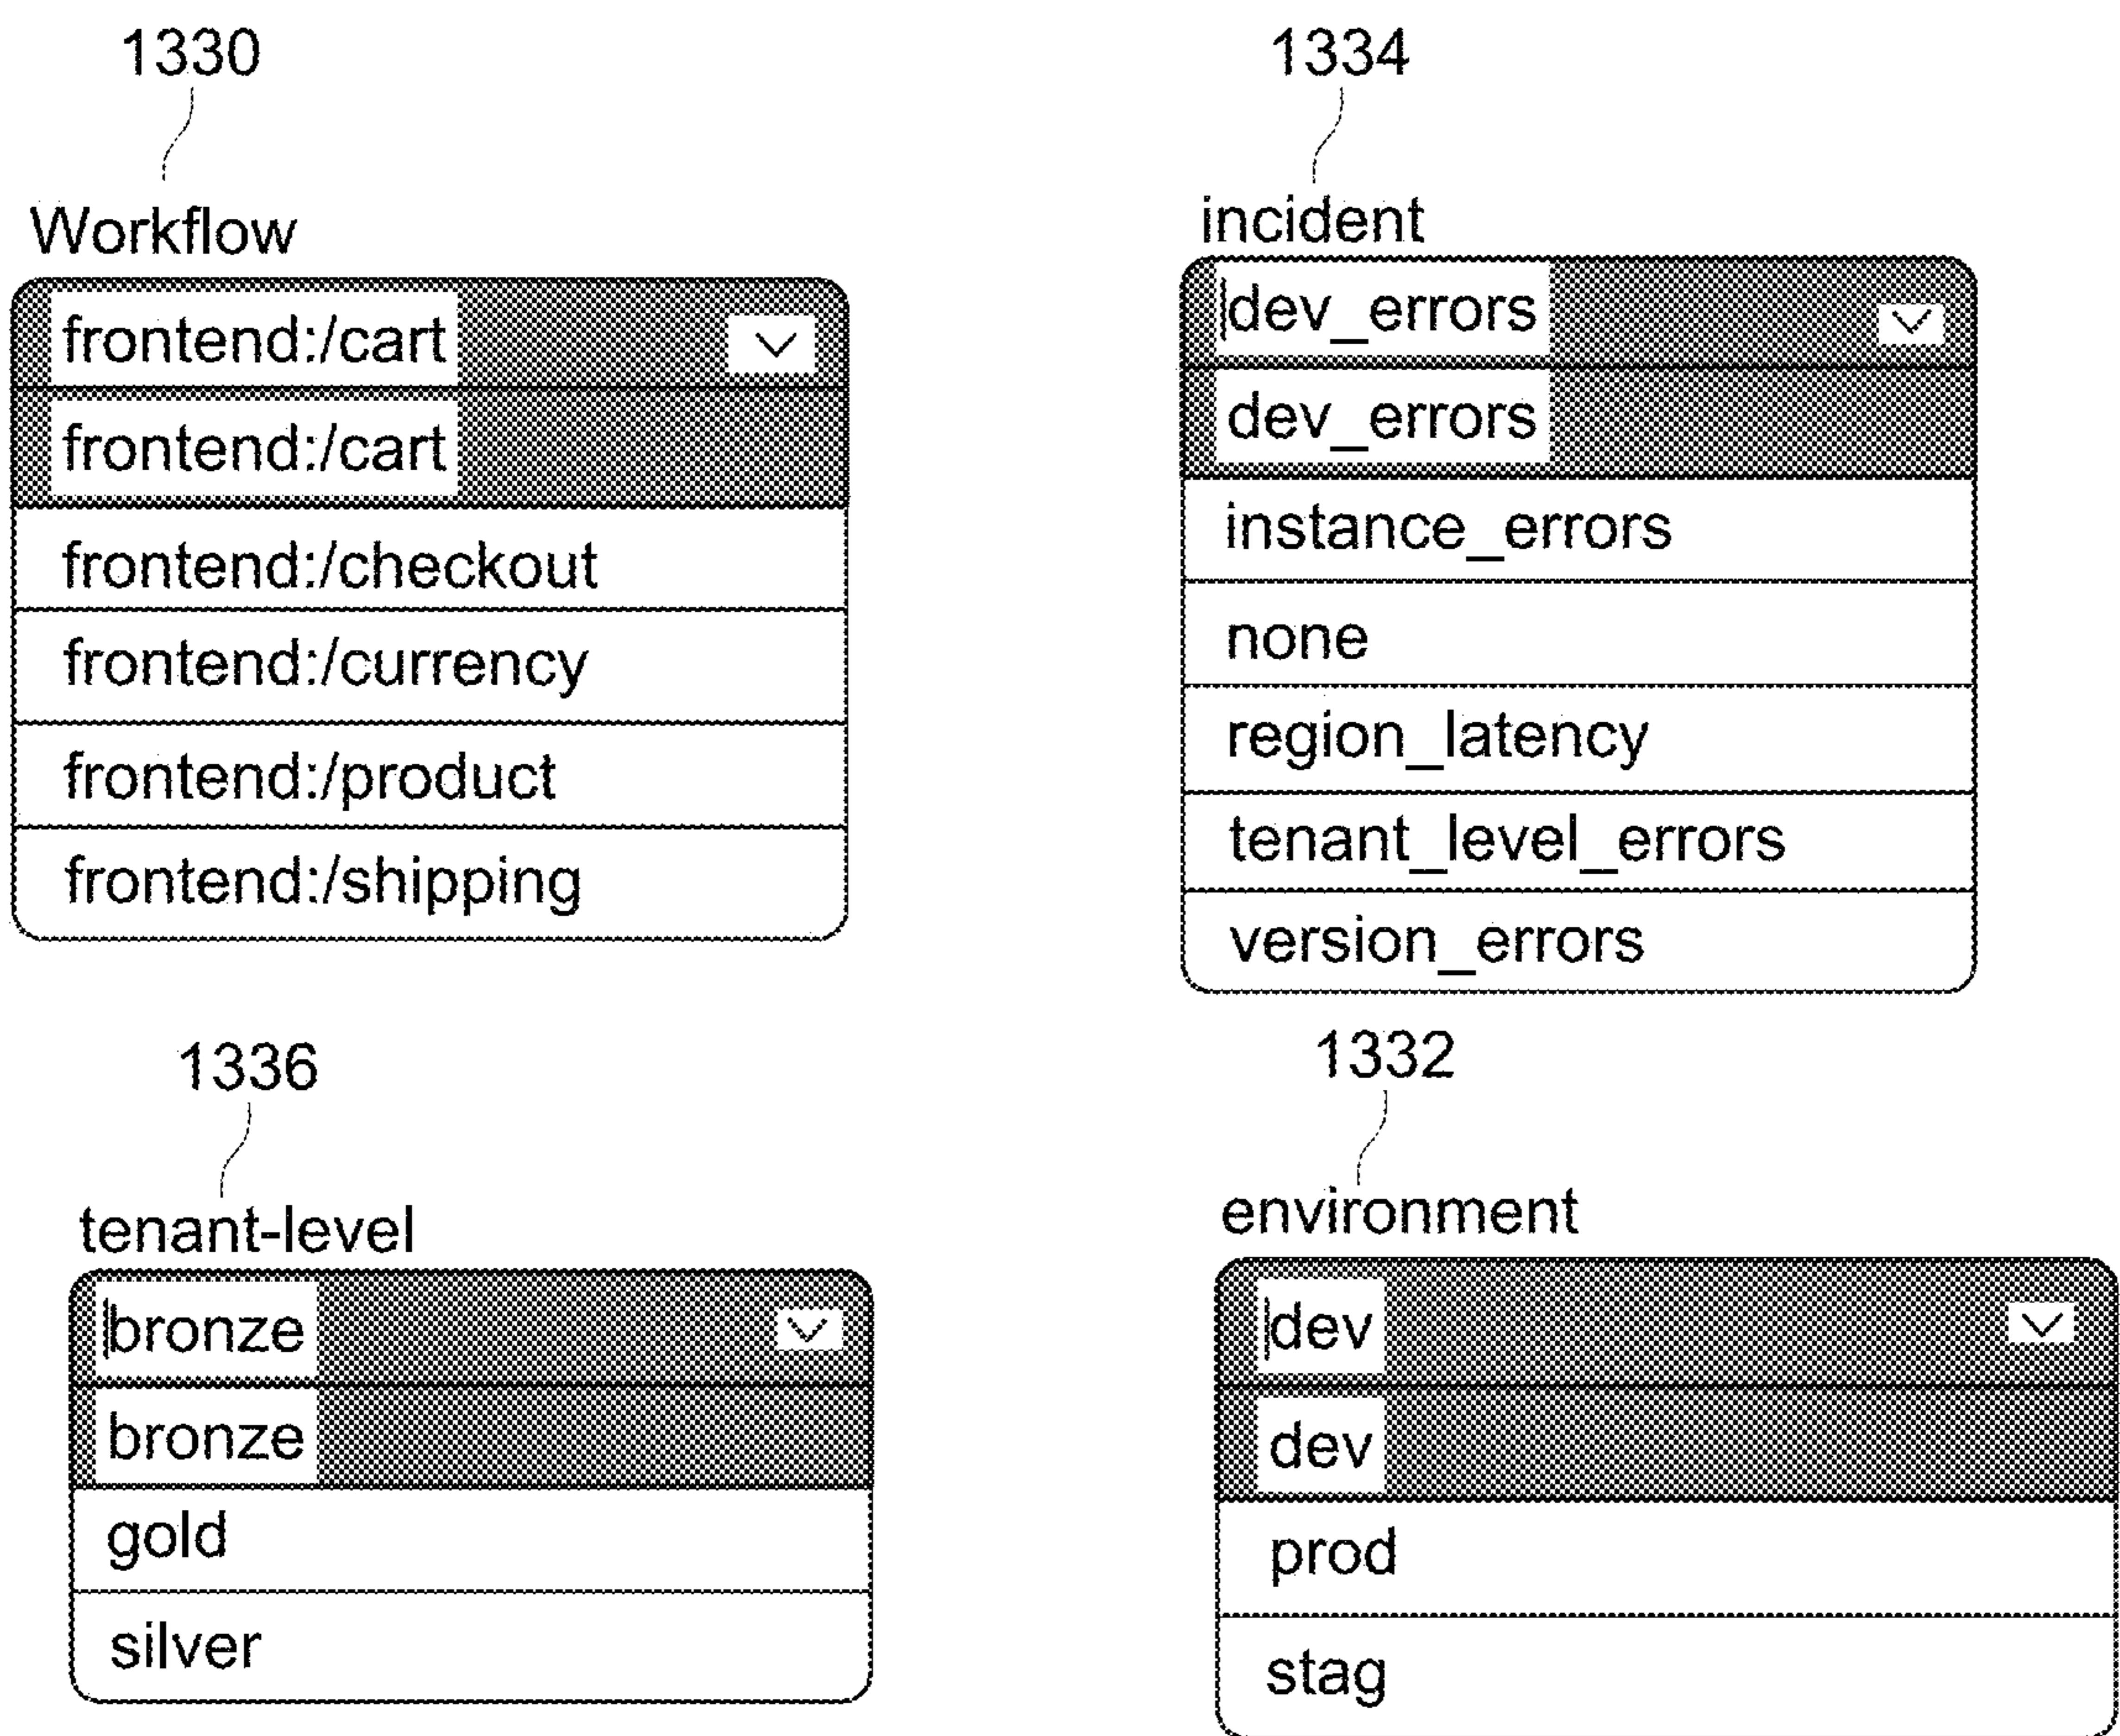 1330
Workflow
frontend:/cart
frontend:/cart
frontend:/checkout
frontend:/currency
frontend:/product
frontend:/shipping
1334
incident
dev_errors
dev_errors
instance_errors
none
region_latency
tenant_level_errors
version_errors
1336
tenant-level
bronze
bronze
gold
silver
1332
environment
dev
dev
prod
stag